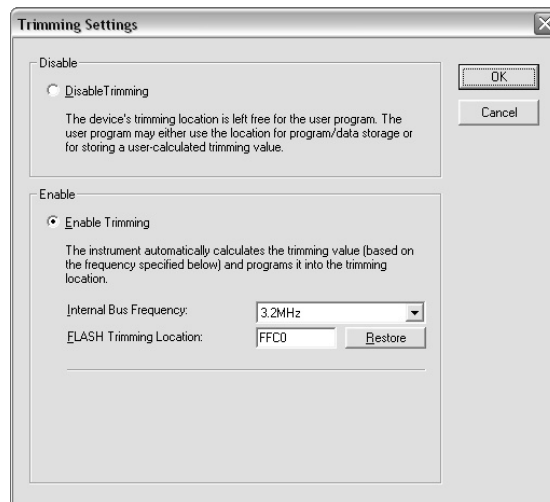 Trimming Settings
Disable
DisableTrimming
The device's trimming location is left free for the user program. The
user program may either use the location for program/data storage or
for storing a user-calculated trimming value.
OK
Cancel
Enable
Enable Trimming
The instrument automatically calculates the trimming value (based on
the frequency specified below) and programs it into the trimming
location.
Internal Bus Frequency: 3.2MHz
FLASH Trimming Location: FFC0 Restore